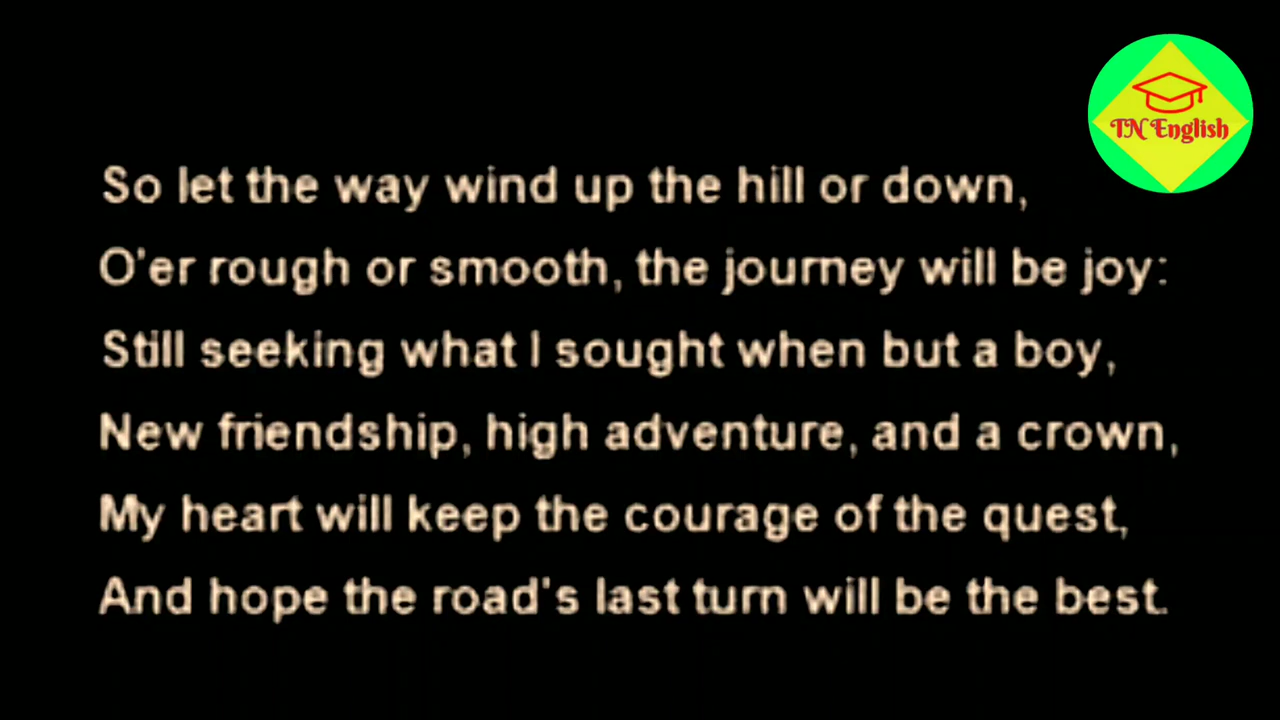 TN English
So let the way wind up the hill or down,
O'er rough or smooth, the journey will be joy:
Still seeking what I sought when but a boy,
New friendship, high adventure, and a crown,
My heart will keep the courage of the quest,
And hope the road's last turn will be the best.